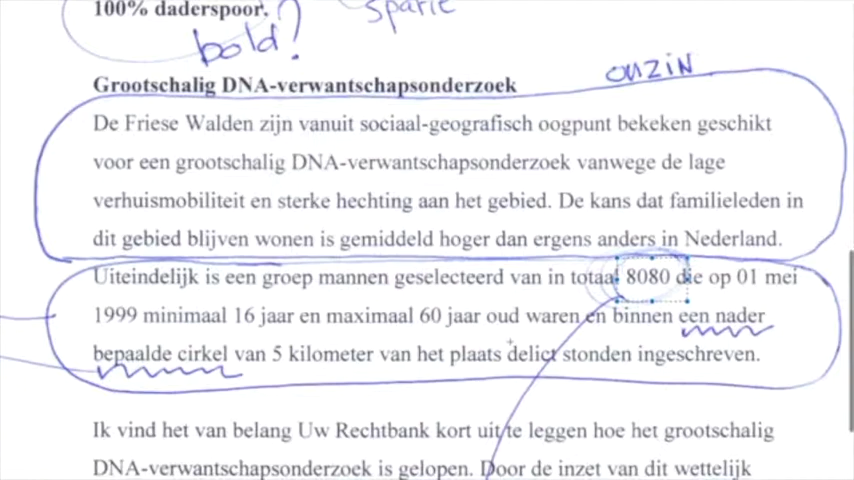 100% daderspoor.
sparie
bold?
onzin
Grootschalig DNA-verwantschapsonderzoek
De Friese Walden zijn vanuit sociaal-geografisch oogpunt bekeken geschikt
voor een grootschalig DNA-verwantschapsonderzoek vanwege de lage
verhuismobiliteit en sterke hechting aan het gebied. De kans dat familieleden in
dit gebied blijven wonen is gemiddeld hoger dan ergens anders in Nederland.
Uiteindelijk is een groep mannen geselecteerd van in totaal 8080 die op 01 mei
1999 minimaal 16 jaar en maximaal 60 jaar oud waren en binnen een nader
bepaalde cirkel van 5 kilometer van het plaats delict stonden ingeschreven.
Ik vind het van belang Uw Rechtbank kort uit te leggen hoe het grootschalig
DNA-verwantschapsonderzoek is gelopen. Door de inzet van dit wettelijk